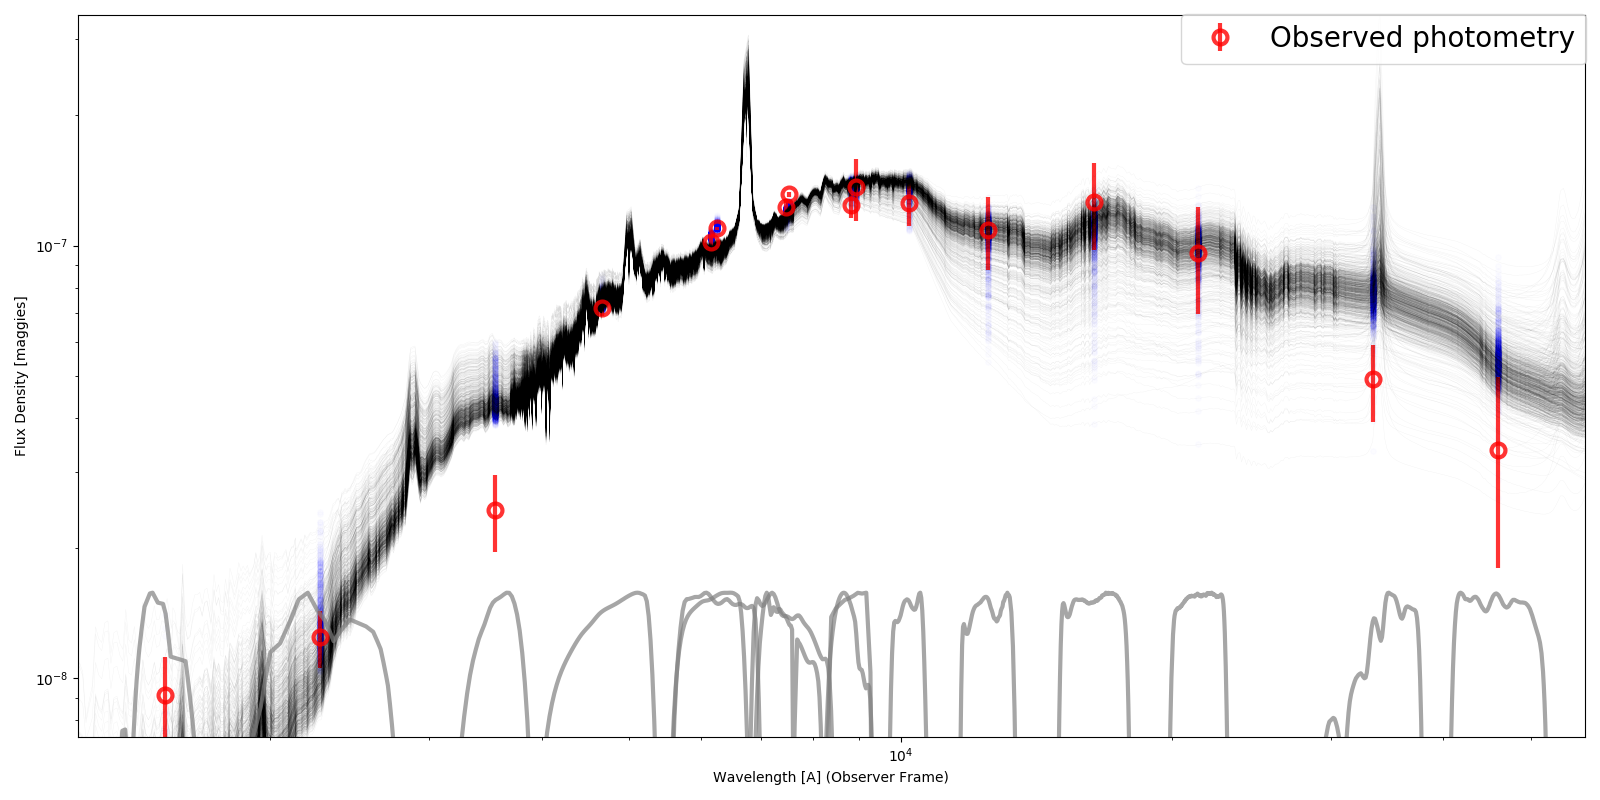 Observed photometry
Flux Density [maggies]
10⁻⁷
10⁻⁸
10⁴
Wavelength [A] (Observer Frame)